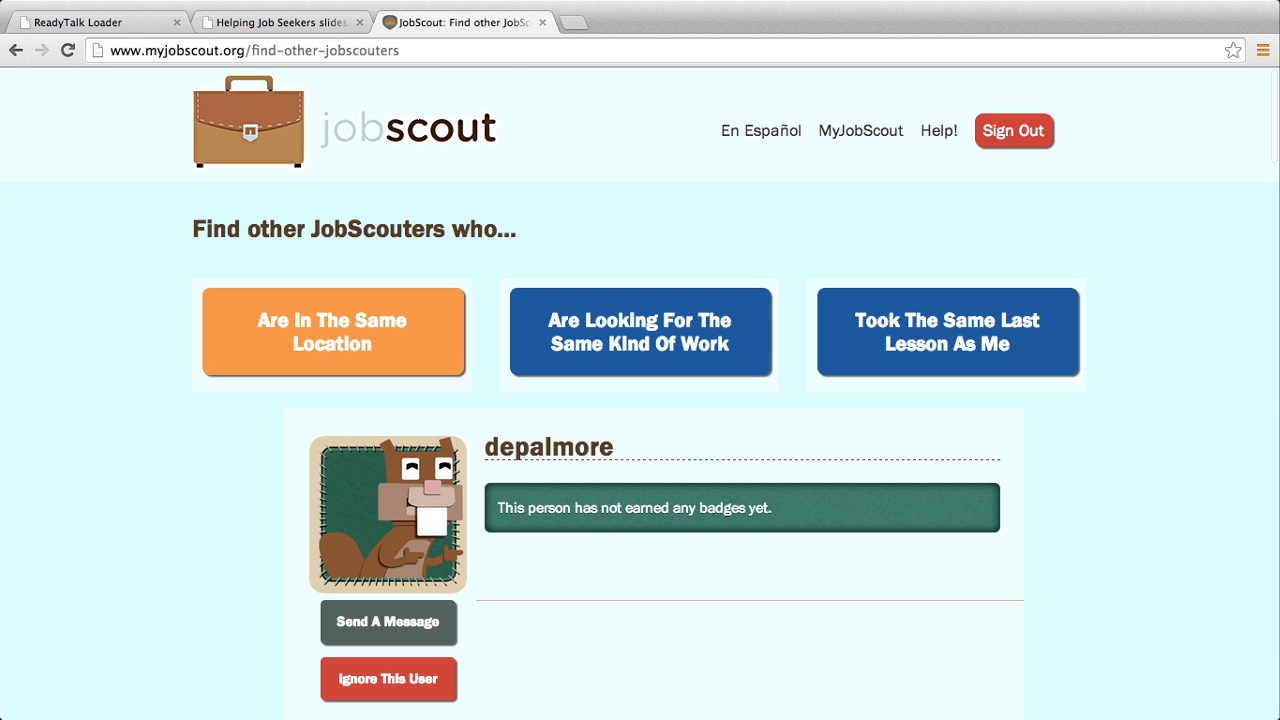 ReadyTalk Loader
Helping Job Seekers slides
JobScout: Find other JobSc
www.myjobscout.org/find-other-jobscouters
jobscout
En Español MyJobScout Help! Sign Out
Find other JobScouters who...
Are In The Same
Location
Are Looking For The
Same Kind Of Work
Took The Same Last
Lesson As Me
depalmore
This person has not earned any badges yet.
Send A Message
Ignore This User